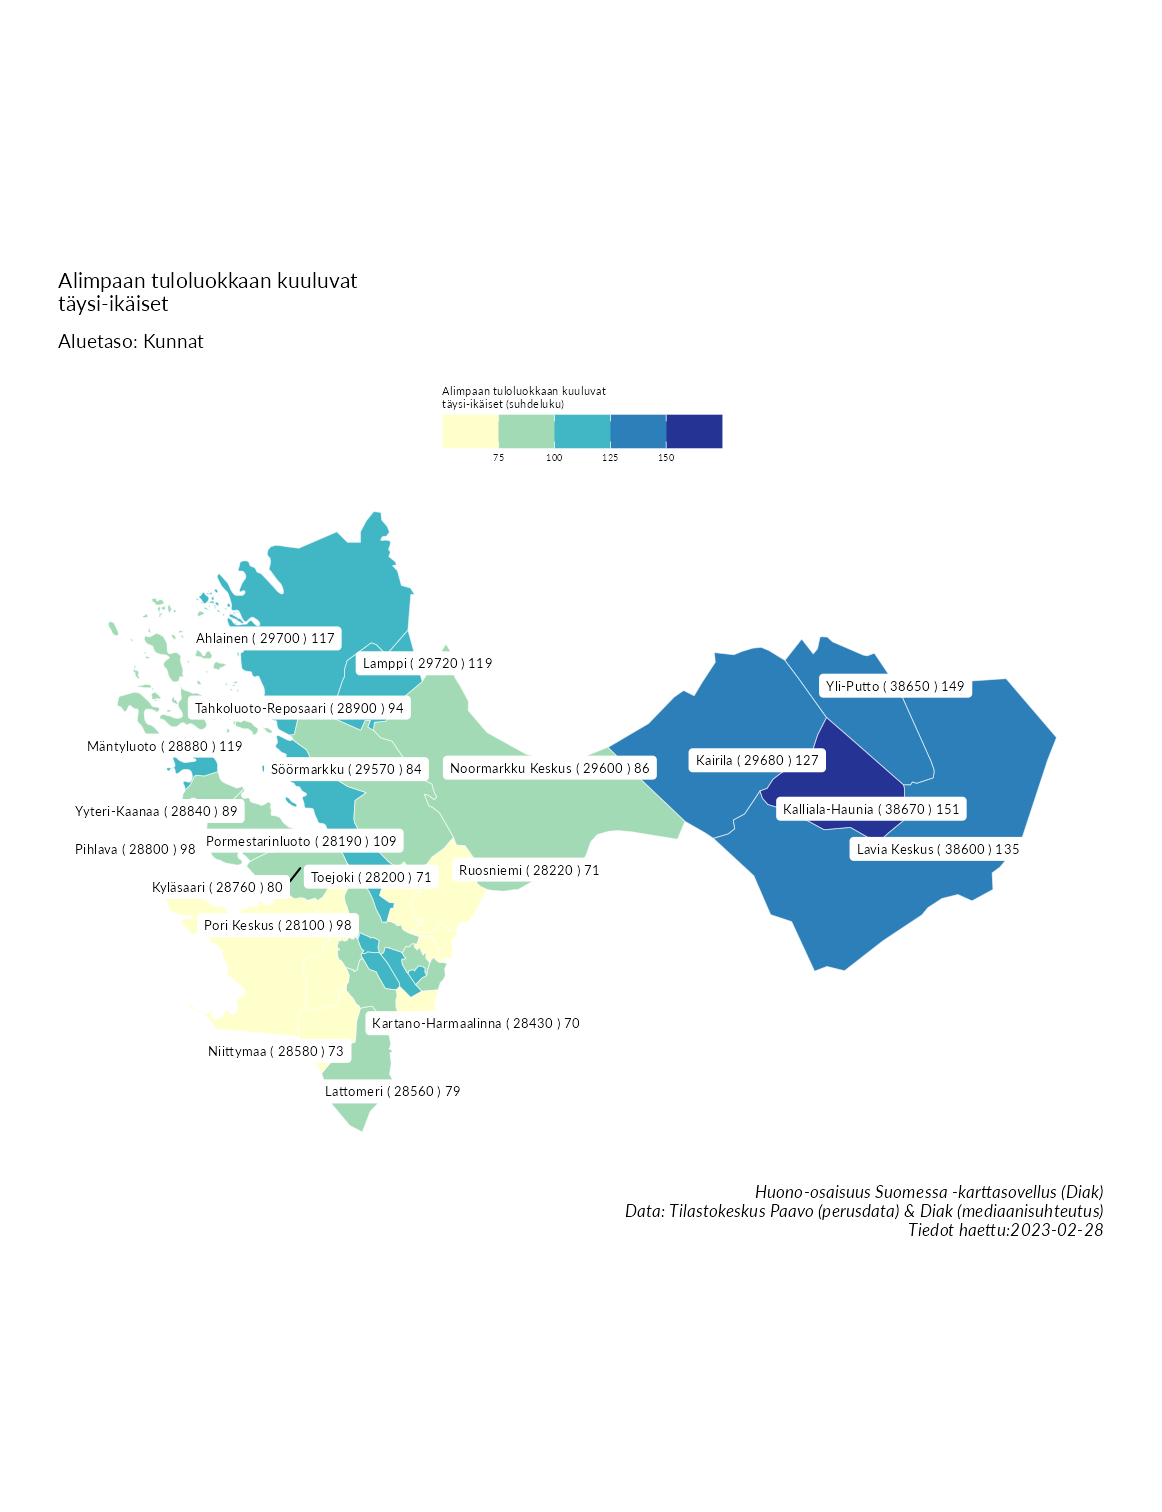 Alimpaan tuloluokkaan kuuluvat
täysi-ikäiset
Aluetaso: Kunnat
Alimpaan tuloluokkaan kuuluvat
täysi-ikäiset (suhdeluku)
75 100 125 150
Ahlainen ( 29700 ) 117
Lamppi ( 29720 ) 119
Yli-Putto ( 38650 ) 149
Tahkoluoto-Reposaari ( 28900 ) 94
Mäntyluoto ( 28880 ) 119
Kairila ( 29680 ) 127
Söörmarkku ( 29570 ) 84
Noormarkku Keskus ( 29600 ) 86
Yyteri-Kaanaa ( 28840 ) 89
Kalliala-Haunia ( 38670 ) 151
Pormestarinluoto ( 28190 ) 109
Pihlava ( 28800 ) 98
Lavia Keskus ( 38600 ) 135
Ruosniemi ( 28220 ) 71
Toejoki ( 28200 ) 71
Kyläsaari ( 28760 ) 80
Pori Keskus ( 28100 ) 98
Kartano-Harmaalinna ( 28430 ) 70
Niittymaa ( 28580 ) 73
Lattomeri ( 28560 ) 79
Huono-osaisuus Suomessa -karttasovellus (Diak)
Data: Tilastokeskus Paavo (perusdata) & Diak (mediaanisuhteutus)
Tiedot haettu:2023-02-28